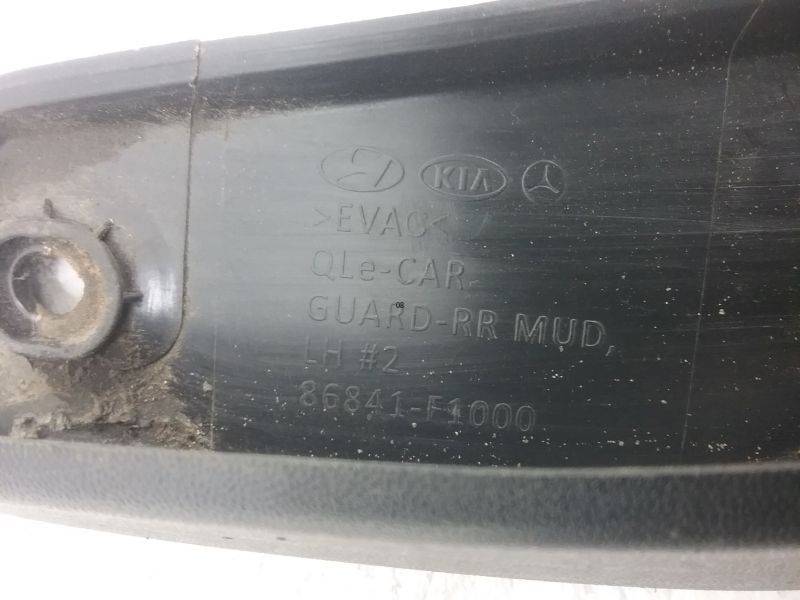 KIA
>EVAC<
QLe-CAR
GUARD-RR MUD,
LH #2
86841-F1000